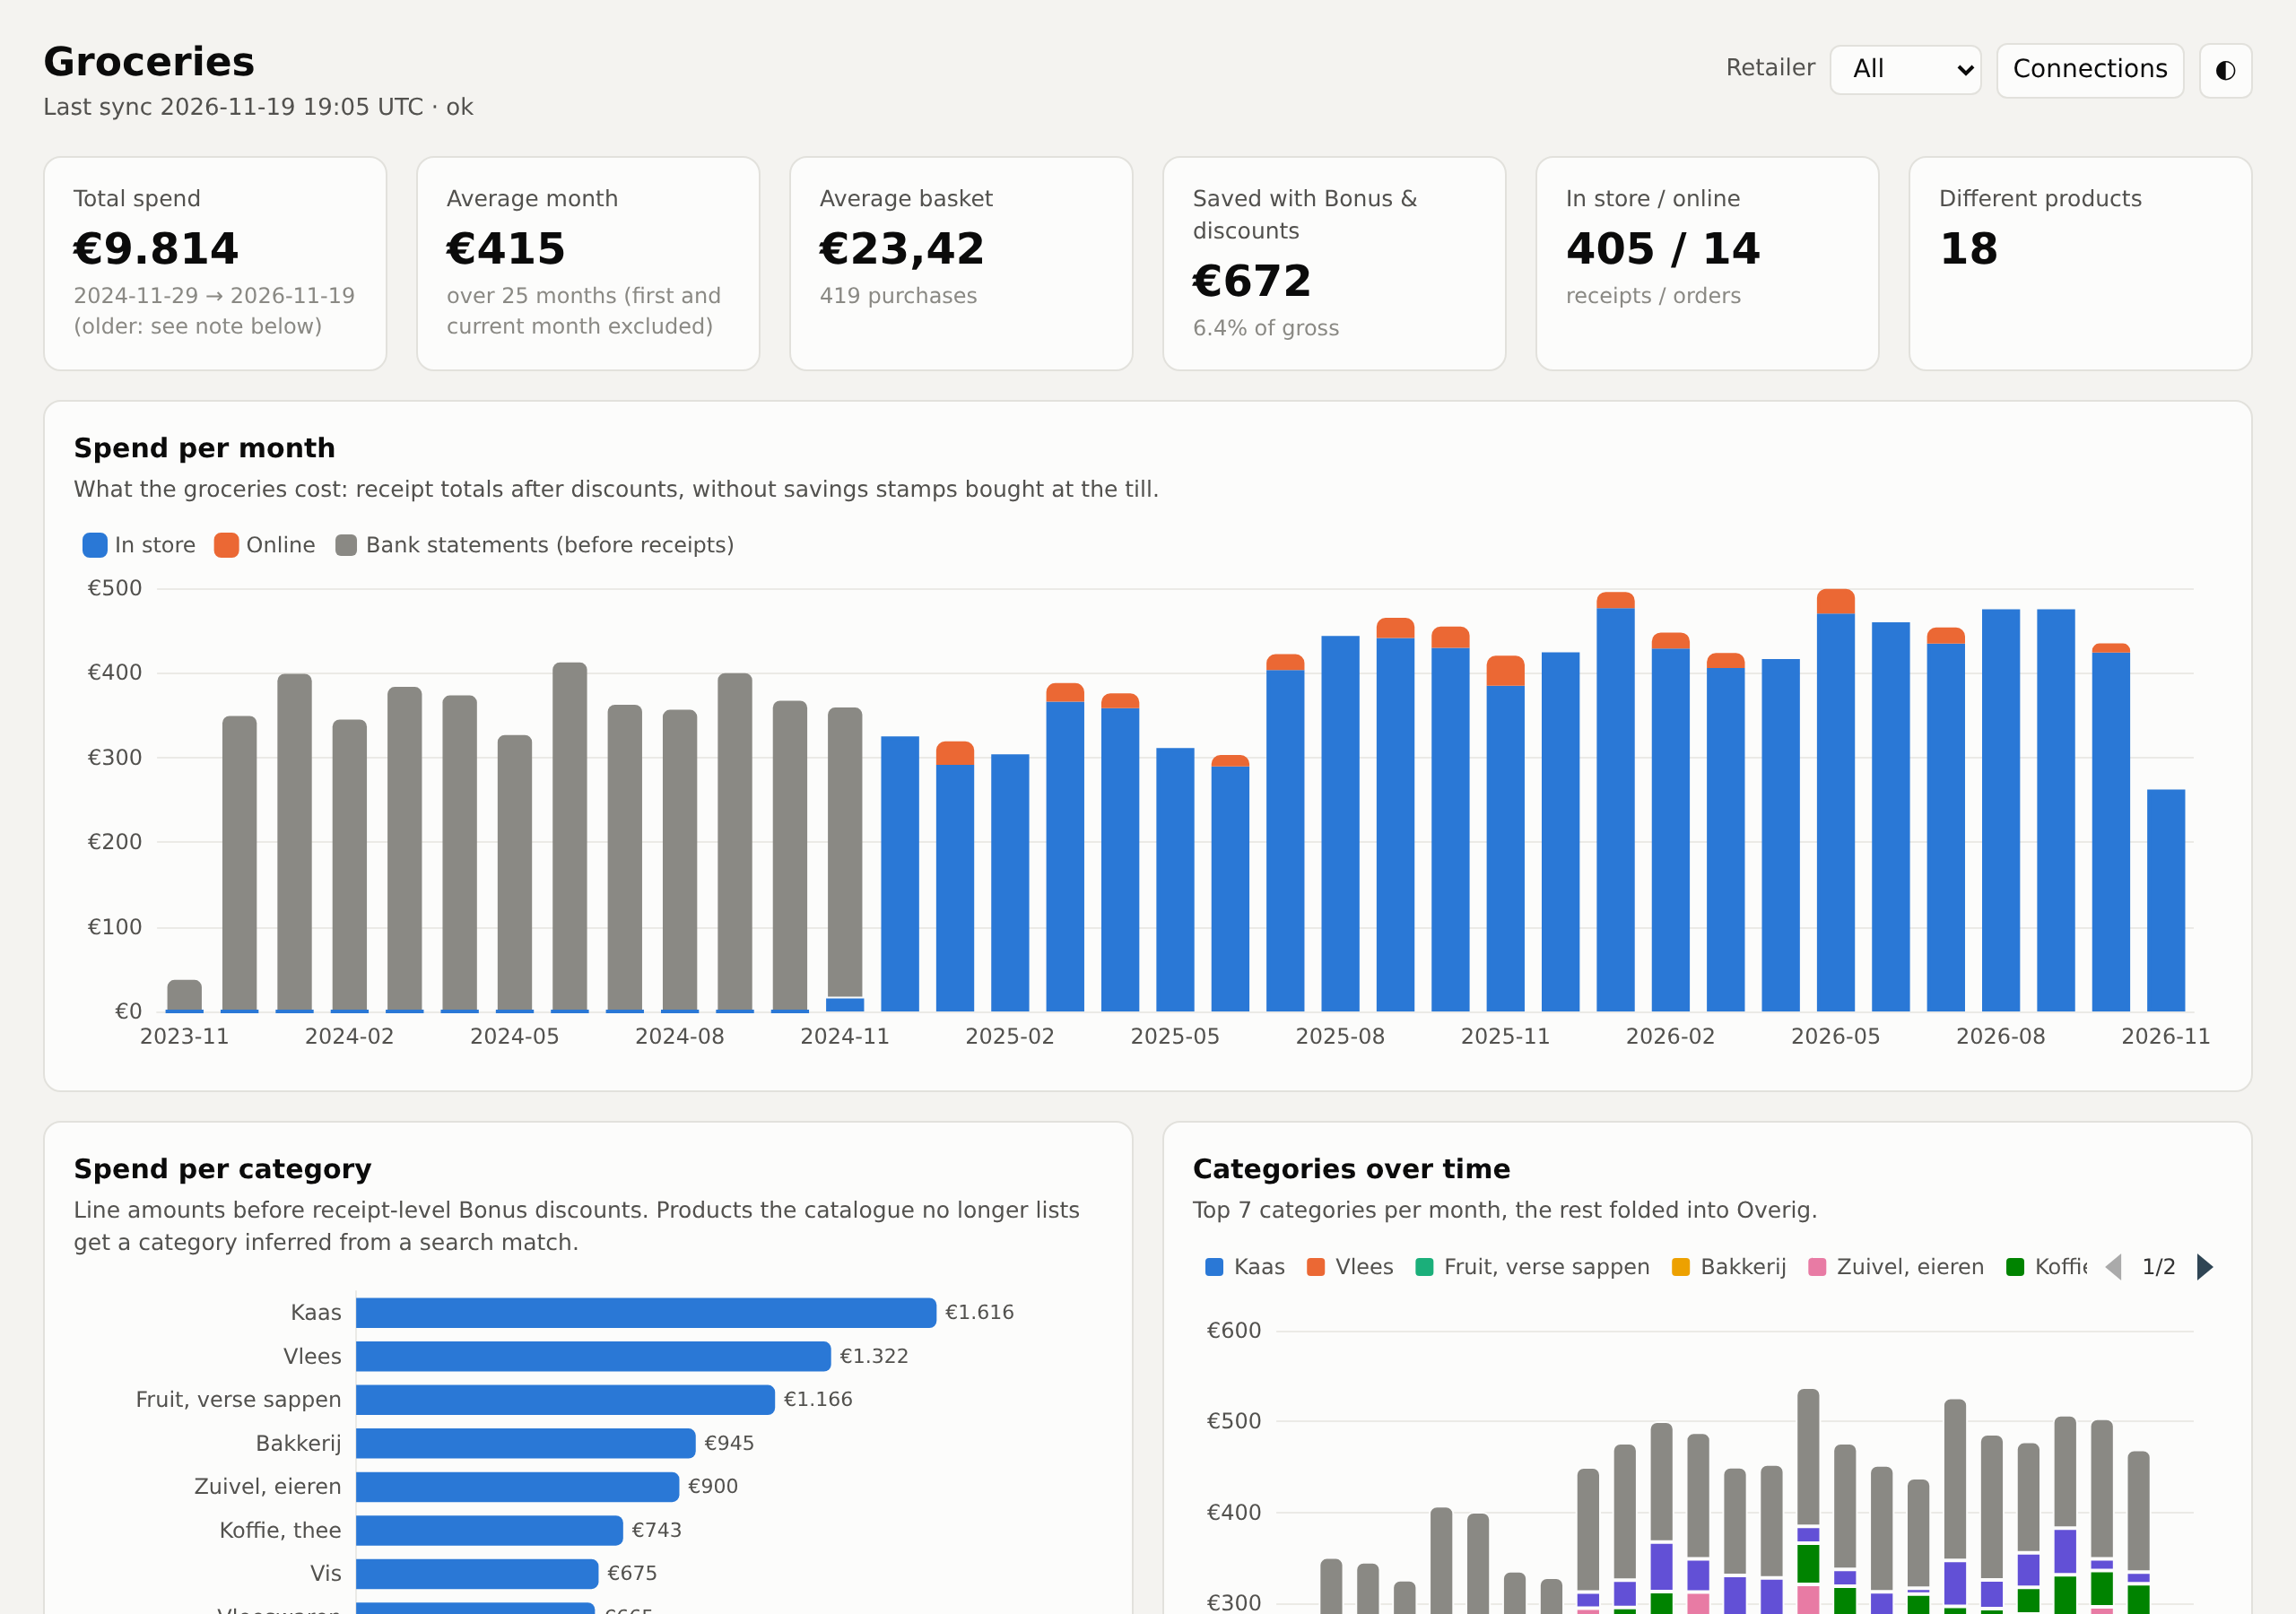 Groceries
Last sync 2026-11-19 19:05 UTC · ok
Retailer
All
Connections
Total spend
€9.814
2024-11-29 → 2026-11-19
(older: see note below)
Average month
€415
over 25 months (first and
current month excluded)
Average basket
€23,42
419 purchases
Saved with Bonus &
discounts
€672
6.4% of gross
In store / online
405 / 14
receipts / orders
Different products
18
Spend per month
What the groceries cost: receipt totals after discounts, without savings stamps bought at the till.
In store
Online
Bank statements (before receipts)
€500
€400
€300
€200
€100
€0
2023-11
2024-02
2024-05
2024-08
2024-11
2025-02
2025-05
2025-08
2025-11
2026-02
2026-05
2026-08
2026-11
Spend per category
Line amounts before receipt-level Bonus discounts. Products the catalogue no longer lists
get a category inferred from a search match.
Kaas €1.616
Vlees €1.322
Fruit, verse sappen €1.166
Bakkerij €945
Zuivel, eieren €900
Koffie, thee €743
Vis €675
Categories over time
Top 7 categories per month, the rest folded into Overig.
Kaas
Vlees
Fruit, verse sappen
Bakkerij
Zuivel, eieren
Koffie
1/2
€600
€500
€400
€300